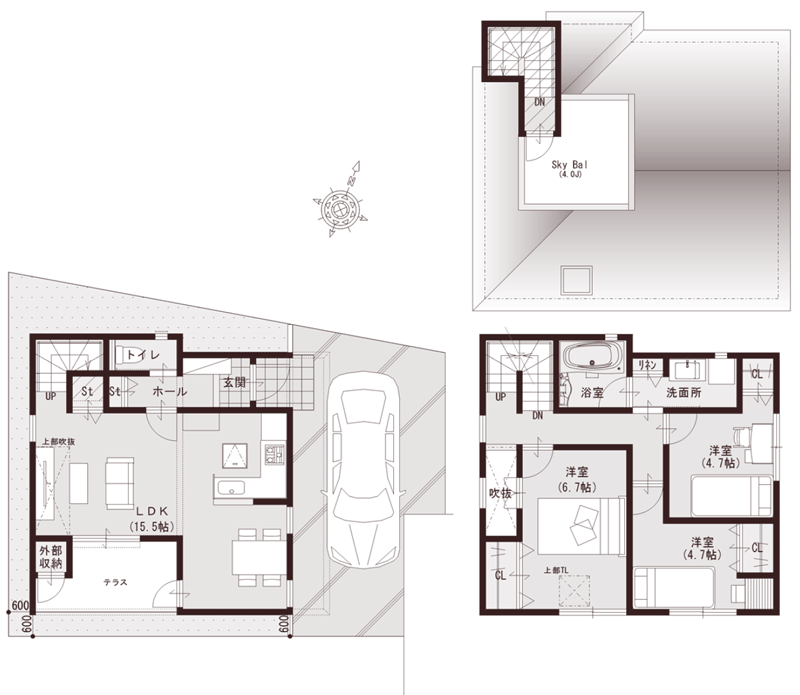 DN
Sky Bal
(4.0J)
N
トイレ
UP
St
St
ホール
玄関
上部吹抜
LDK
(15.5帖)
外部
収納
テラス
600
600
600
リネン
CL
浴室
洗面所
UP
DN
洋室
(4.7帖)
洋室
(6.7帖)
吹抜
洋室
(4.7帖)
CL
CL
上部TL